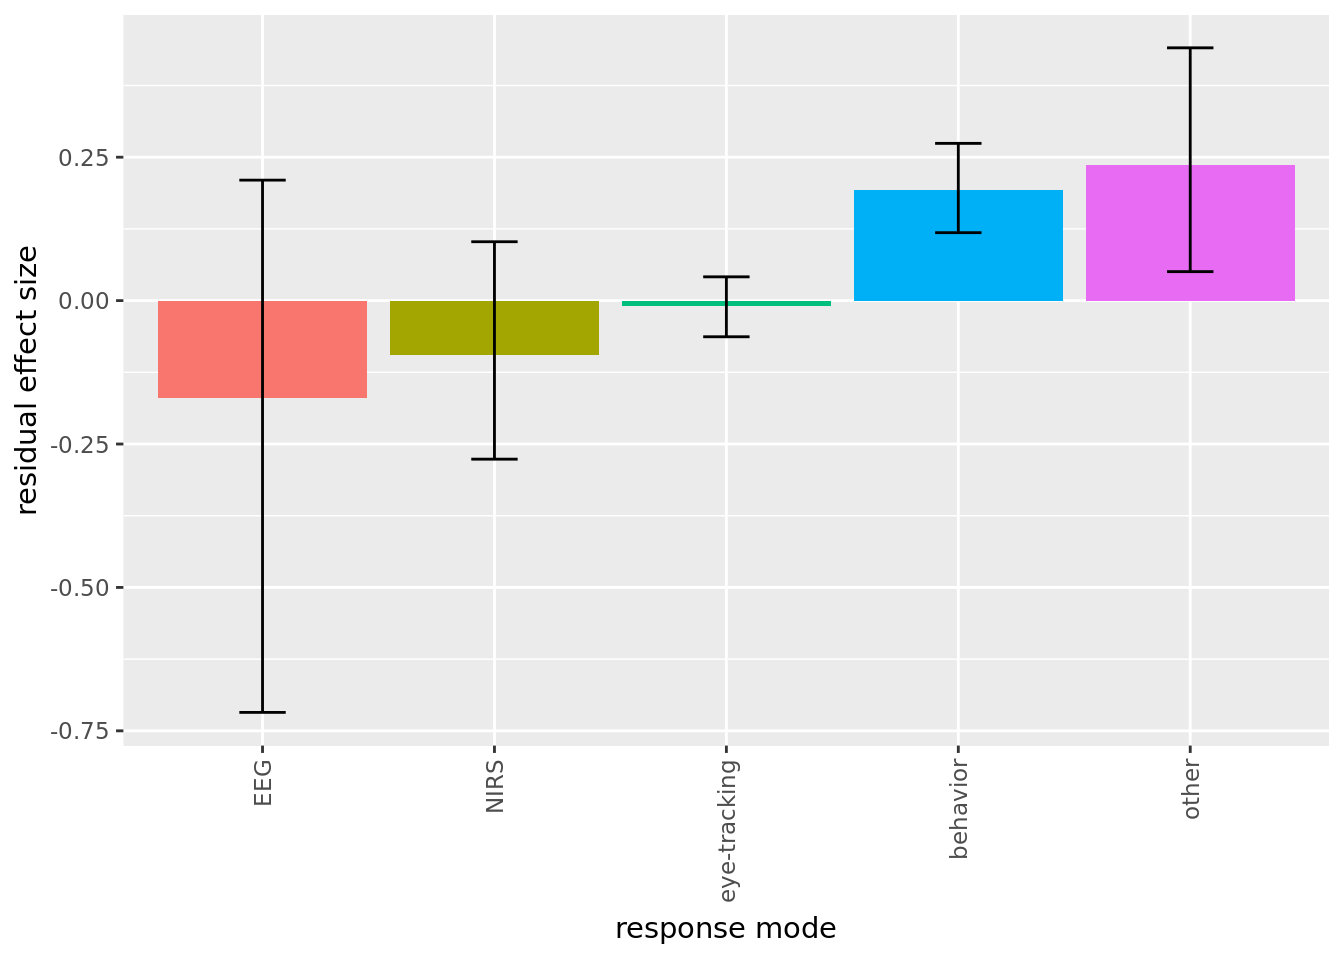 residual effect size
0.25
0.00
-0.25
-0.50
-0.75
EEG
NIRS
eye-tracking
behavior
other
response mode